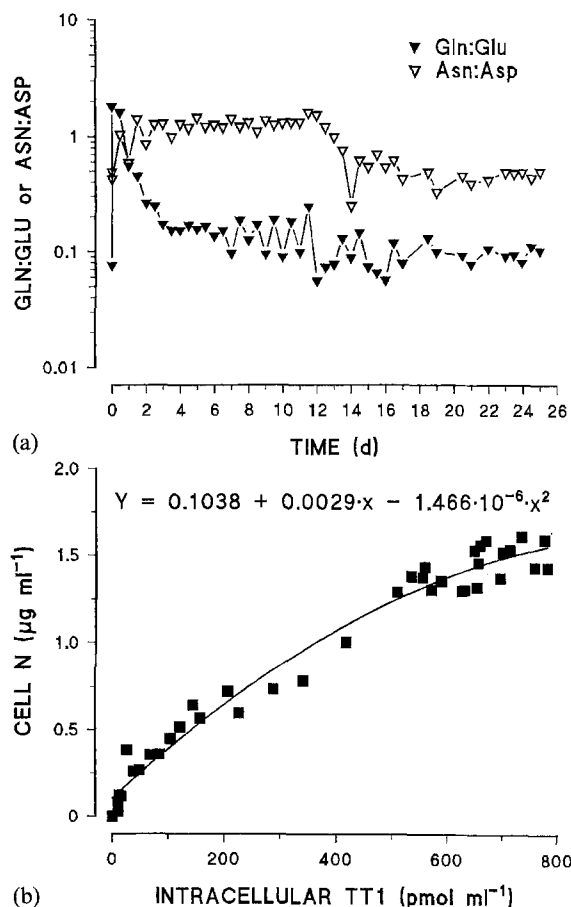 10
▼ Gln:Glu
▽ Asn:Asp
1
0.1
0.01
GLN:GLU or ASN:ASP
0 2 4 6 8 10 12 14 16 18 20 22 24 26
TIME (d)
(a)
2.0
Y = 0.1038 + 0.0029·x − 1.466·10⁻⁶·x²
1.5
1.0
0.5
0
CELL N (µg ml⁻¹)
0 200 400 600 800
(b)
INTRACELLULAR TT1 (pmol ml⁻¹)